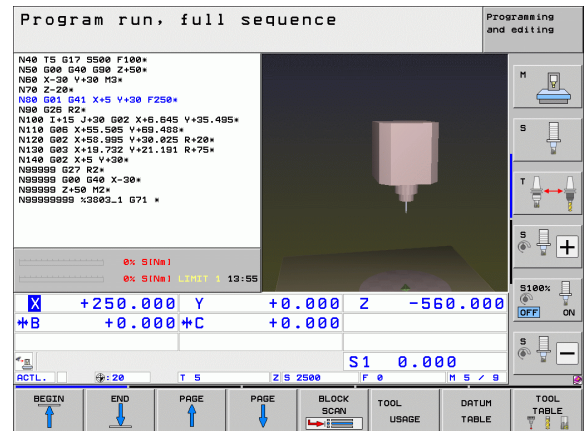 Program run, full sequence
Programming
and editing
N40 T5 G17 S500 F100*
N50 G00 G40 G90 Z+50*
N60 X-30 Y+30 M3*
N70 Z-20*
N80 G01 G41 X+5 Y+30 F250*
N90 G26 R2*
N100 I+15 J+30 G02 X+6.645 Y+35.495*
N110 G06 X+55.505 Y+69.488*
N120 G02 X+58.995 Y+30.025 R+20*
N130 G03 X+19.732 Y+21.191 R+75*
N140 G02 X+5 Y+30*
N99999 G27 R2*
N99999 G00 G40 X-30*
N99999 Z+50 M2*
N99999999 %3803_1 G71 *
0% S[Nm]
0% S[Nm] LIMIT 1 13:55
X +250.000 Y +0.000 Z -560.000
B +0.000 C +0.000
S1 0.000
ACTL. 20 T 5 Z S 2500 F 0 M 5 / 9
M
S
T
S
S100%
OFF ON
S
BEGIN
END
PAGE
PAGE
BLOCK
SCAN
TOOL
USAGE
DATUM
TABLE
TOOL
TABLE